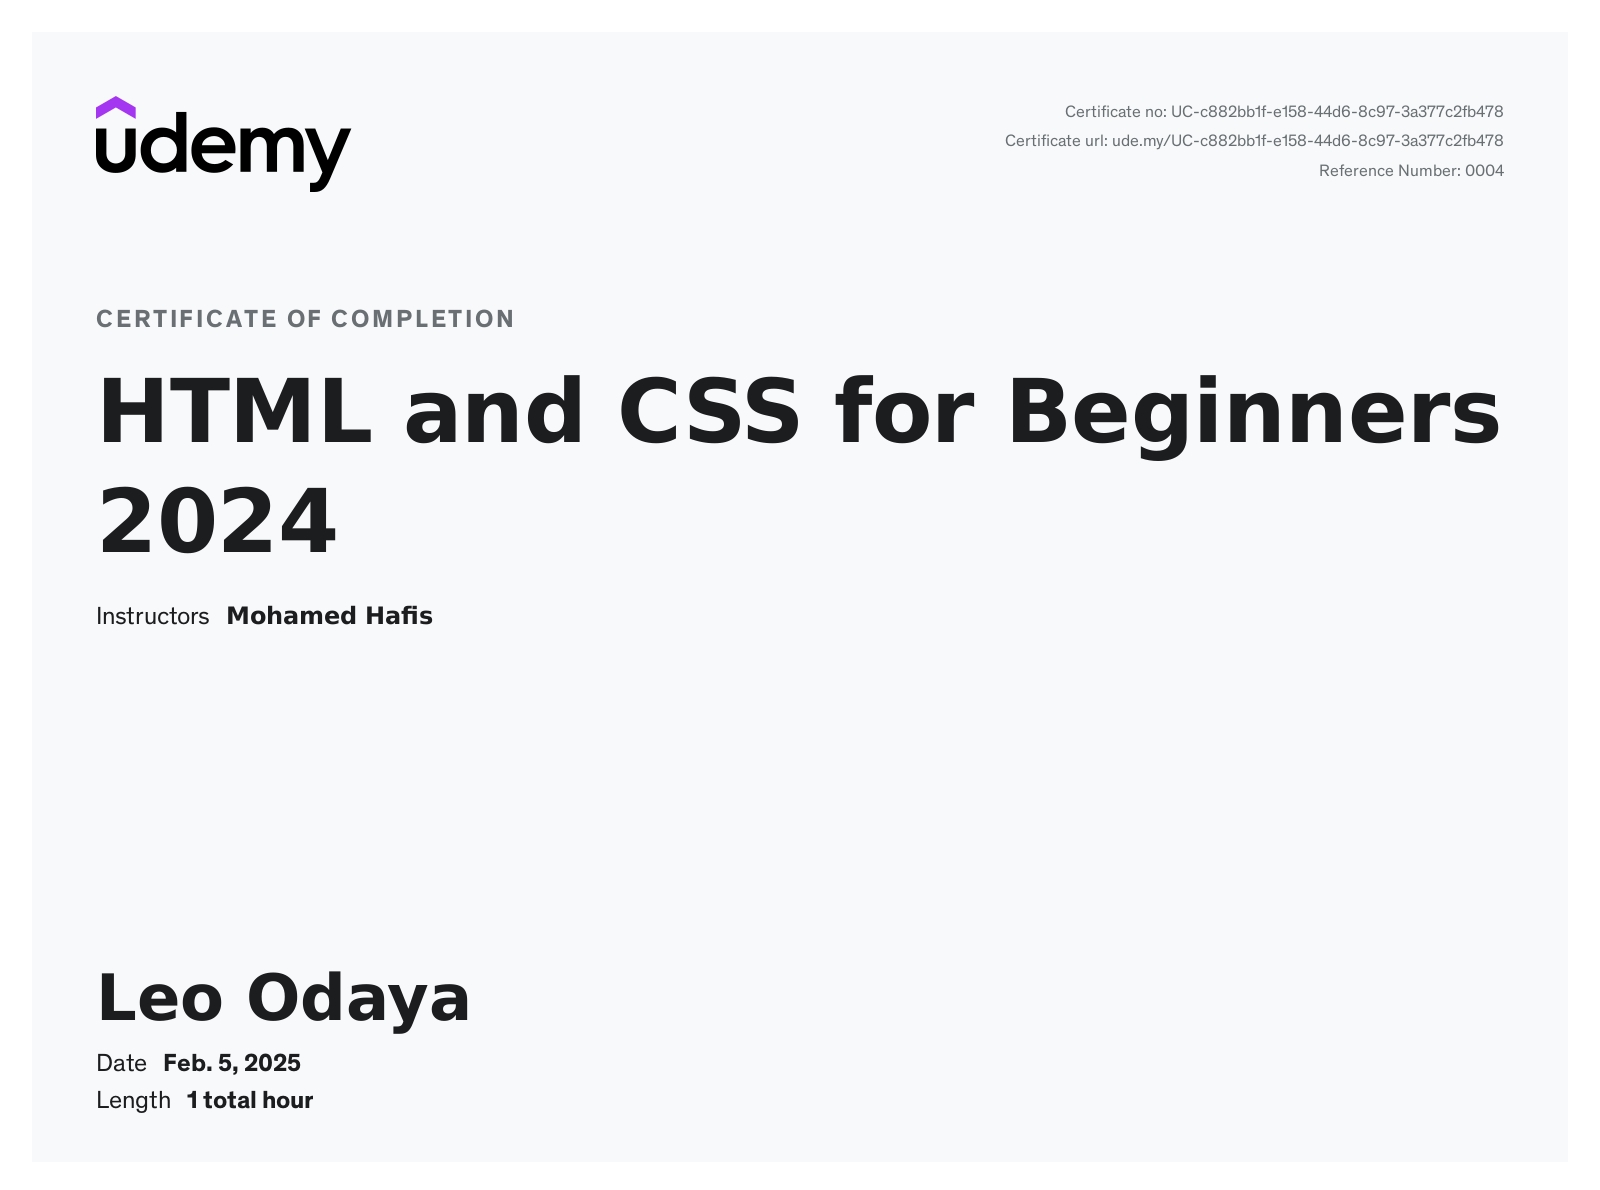 udemy
Certificate no: UC-c882bb1f-e158-44d6-8c97-3a377c2fb478
Certificate url: ude.my/UC-c882bb1f-e158-44d6-8c97-3a377c2fb478
Reference Number: 0004
CERTIFICATE OF COMPLETION
HTML and CSS for Beginners
2024
Instructors Mohamed Hafis
Leo Odaya
Date Feb. 5, 2025
Length 1 total hour